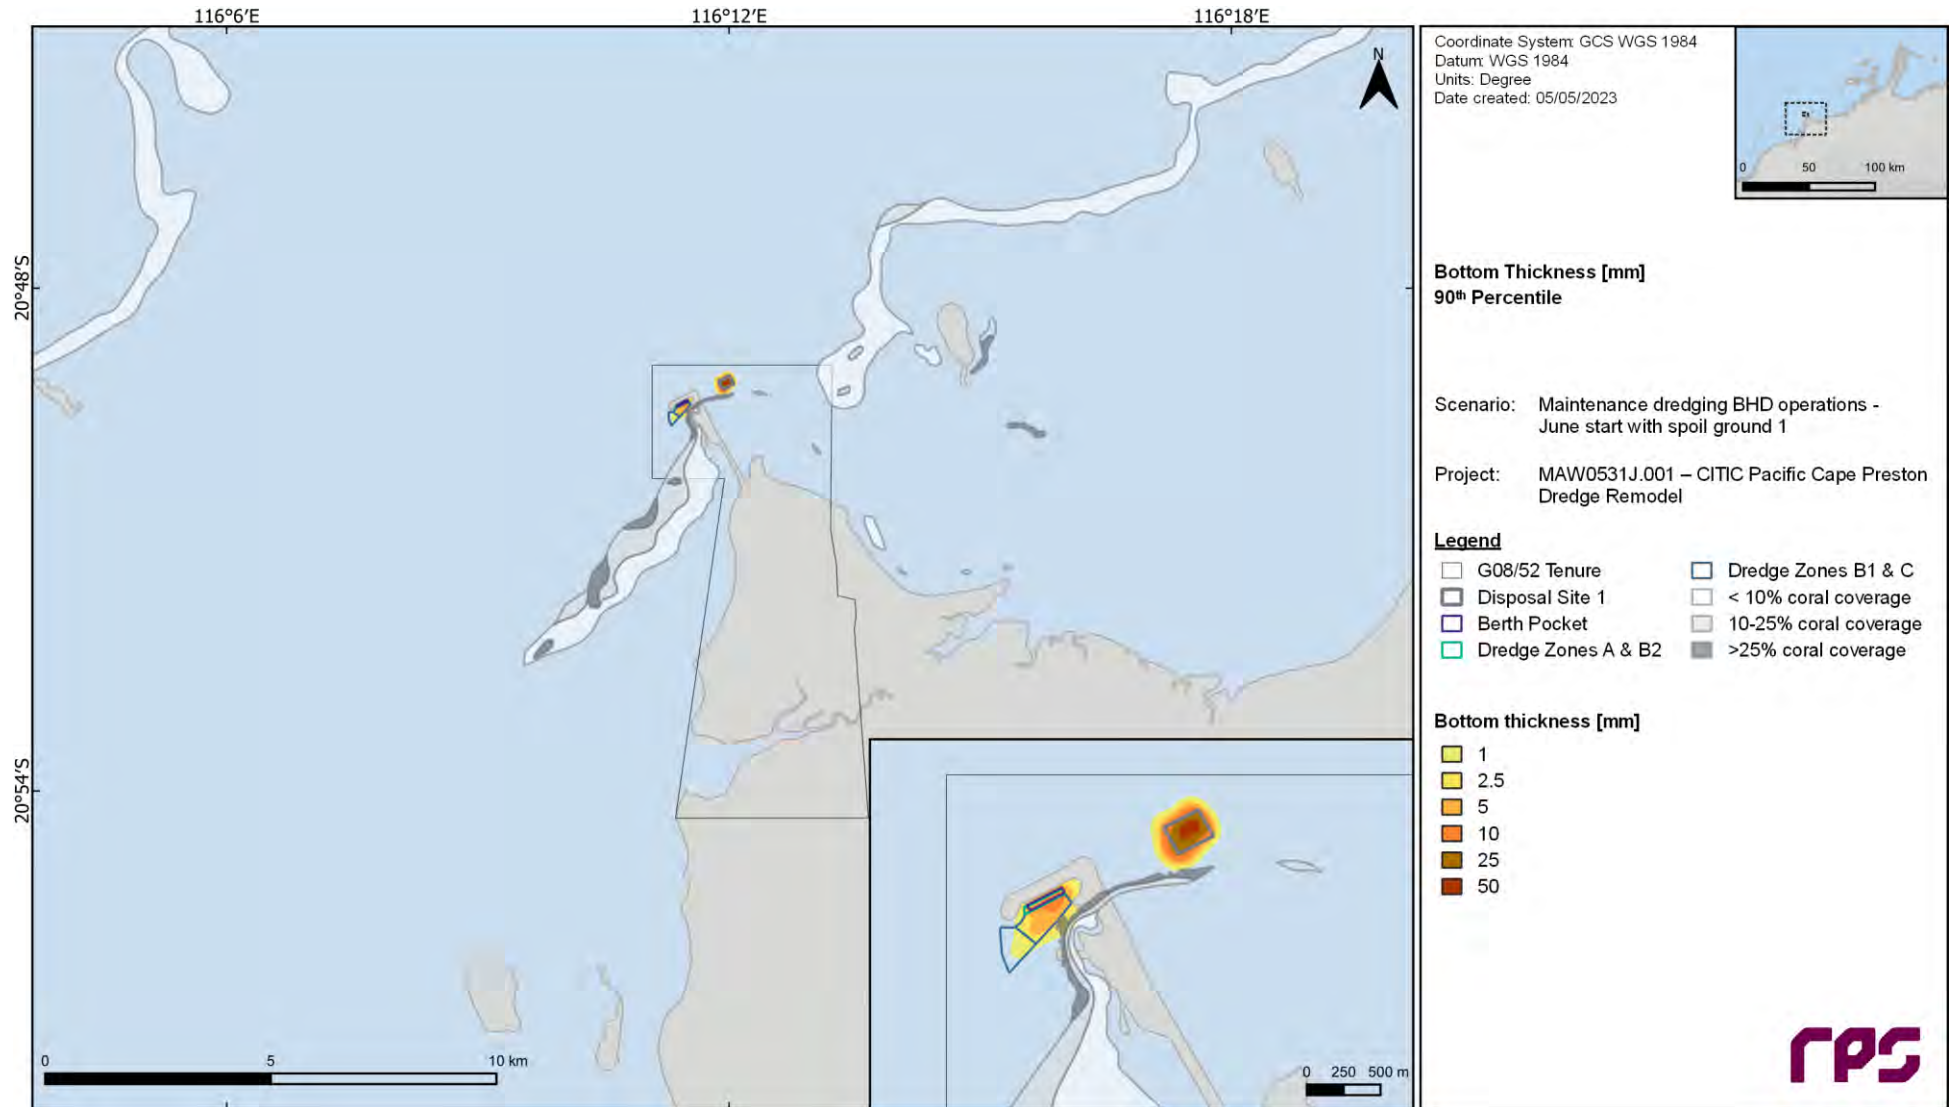 116°6'E 116°12'E 116°18'E
20°48'S
20°54'S
N
0 5 10 km
0 250 500 m
Coordinate System: GCS WGS 1984
Datum: WGS 1984
Units: Degree
Date created: 05/05/2023
0 50 100 km
Bottom Thickness [mm]
90th Percentile
Scenario: Maintenance dredging BHD operations -
June start with spoil ground 1
Project: MAW0531J.001 – CITIC Pacific Cape Preston
Dredge Remodel
Legend
G08/52 Tenure
Disposal Site 1
Berth Pocket
Dredge Zones A & B2
Dredge Zones B1 & C
< 10% coral coverage
10-25% coral coverage
>25% coral coverage
Bottom thickness [mm]
1
2.5
5
10
25
50
rps